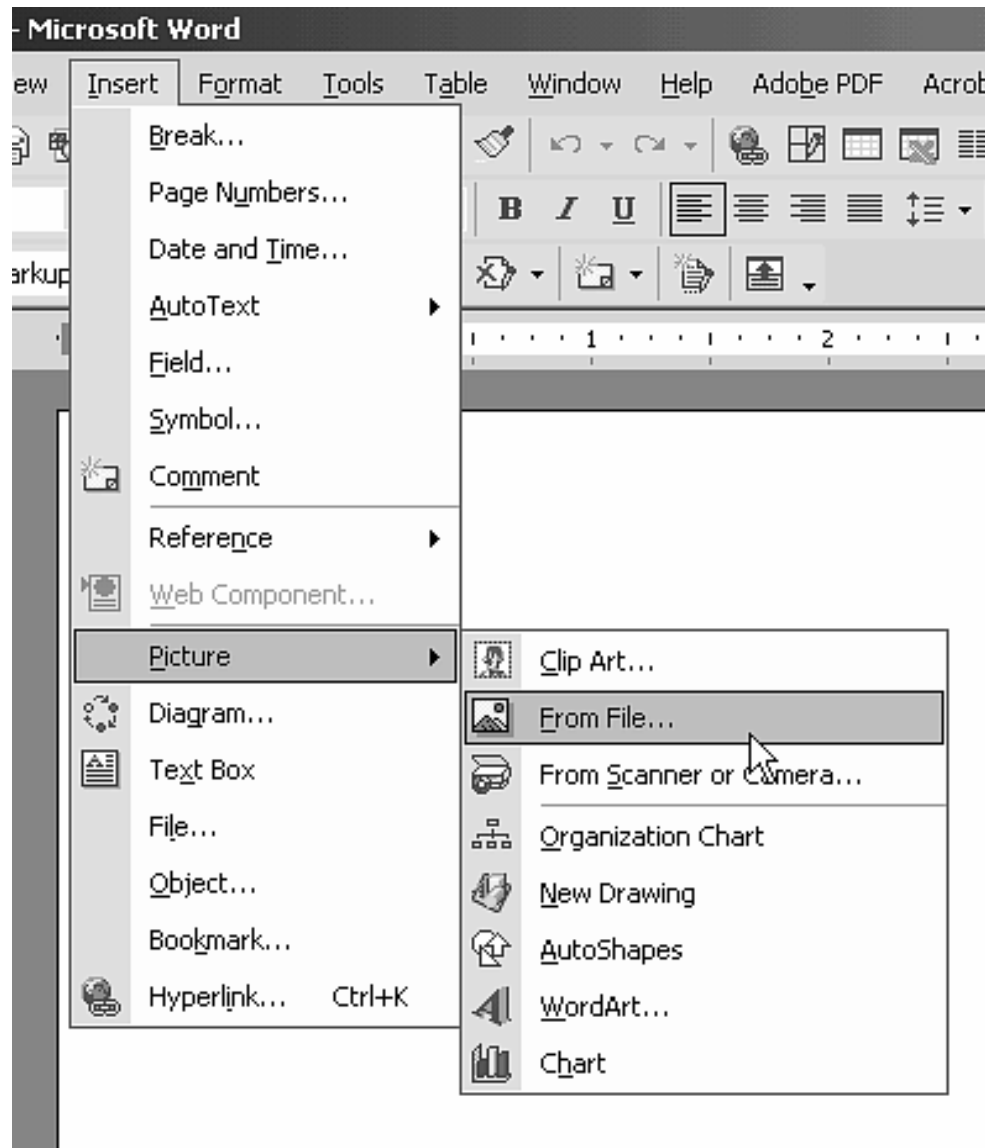 - Microsoft Word
ew Insert Format Tools Table Window Help Adobe PDF Acrob
B I U
arkup
1 2
Break...
Page Numbers...
Date and Time...
AutoText
Field...
Symbol...
Comment
Reference
Web Component...
Picture
Diagram...
Text Box
File...
Object...
Bookmark...
Hyperlink... Ctrl+K
Clip Art...
From File...
From Scanner or Camera...
Organization Chart
New Drawing
AutoShapes
WordArt...
Chart